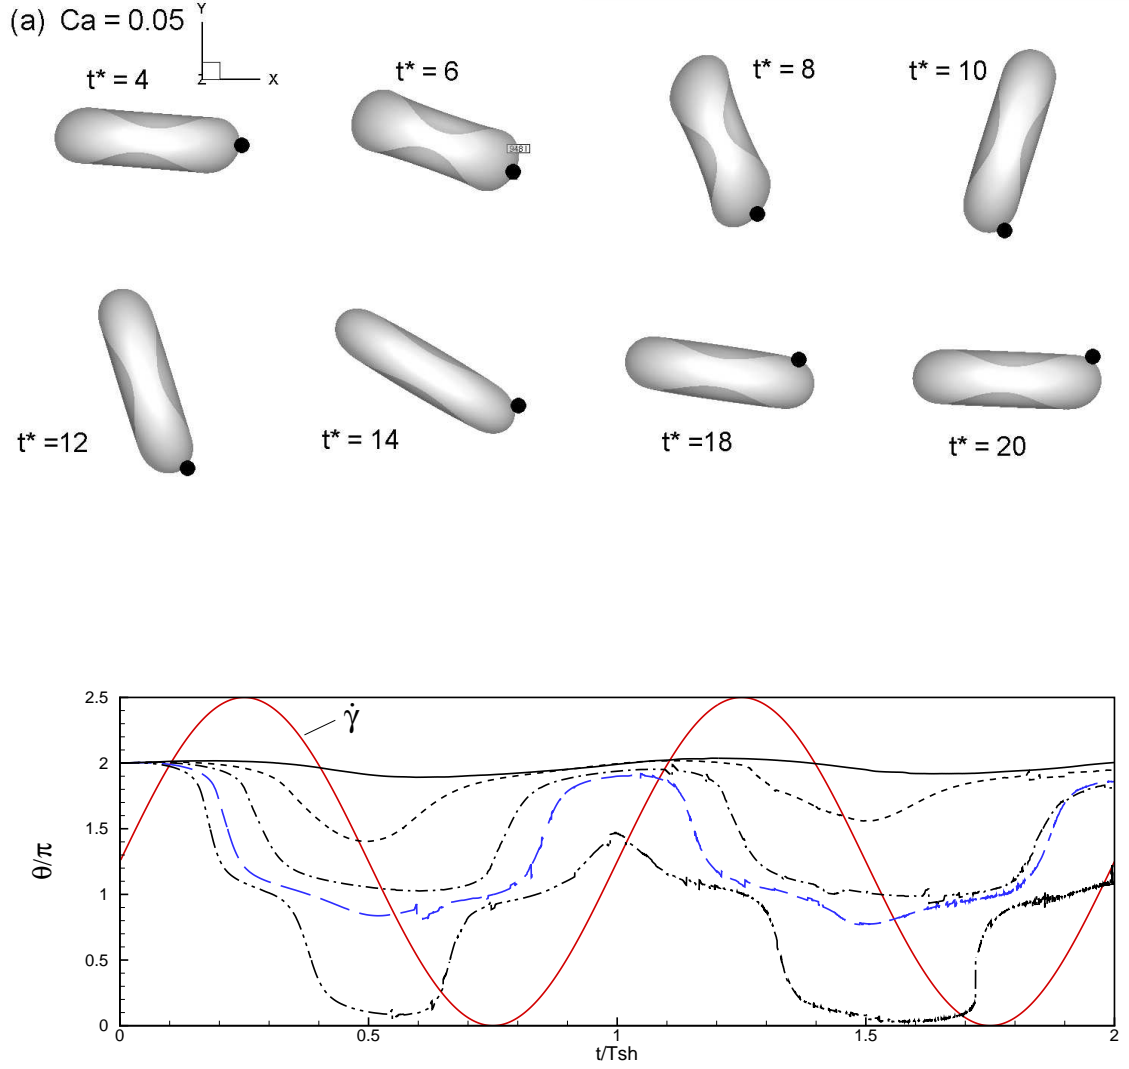 (a) Ca = 0.05
Y
X
Z
t* = 4
t* = 6
t* = 8
t* = 10
t* =12
t* = 14
t* =18
t* = 20
γ̇
2.5
2
1.5
1
0.5
0
θ/π
0
0.5
1
1.5
2
t/Tsh